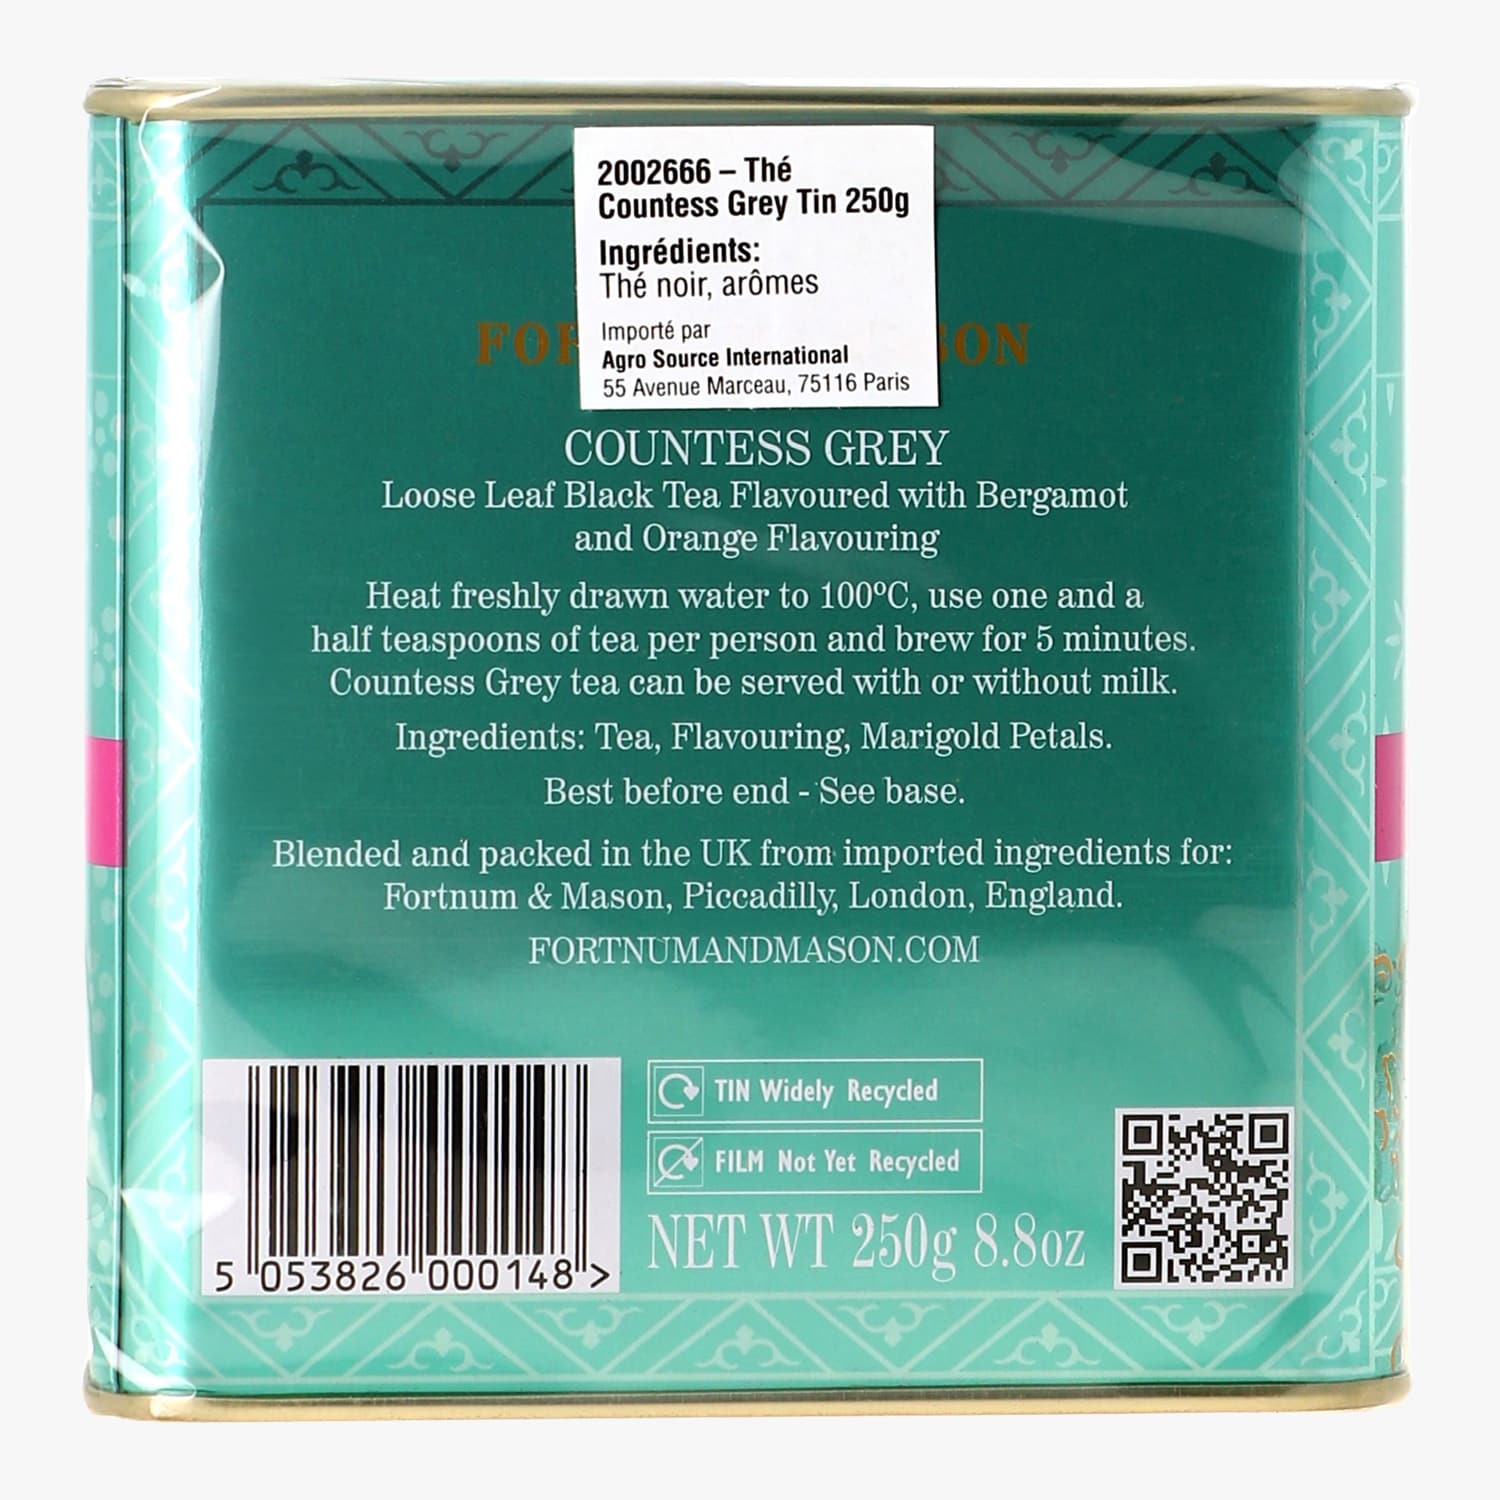 2002666 – Thé
Countess Grey Tin 250g
Ingrédients:
Thé noir, arômes
Importé par
Agro Source International
55 Avenue Marceau, 75116 Paris
COUNTESS GREY
Loose Leaf Black Tea Flavoured with Bergamot
and Orange Flavouring
Heat freshly drawn water to 100ºC, use one and a
half teaspoons of tea per person and brew for 5 minutes.
Countess Grey tea can be served with or without milk.
Ingredients: Tea, Flavouring, Marigold Petals.
Best before end - See base.
Blended and packed in the UK from imported ingredients for:
Fortnum & Mason, Piccadilly, London, England.
FORTNUMANDMASON.COM
TIN Widely Recycled
FILM Not Yet Recycled
NET WT 250g 8.8oz
5 053826 000148 >